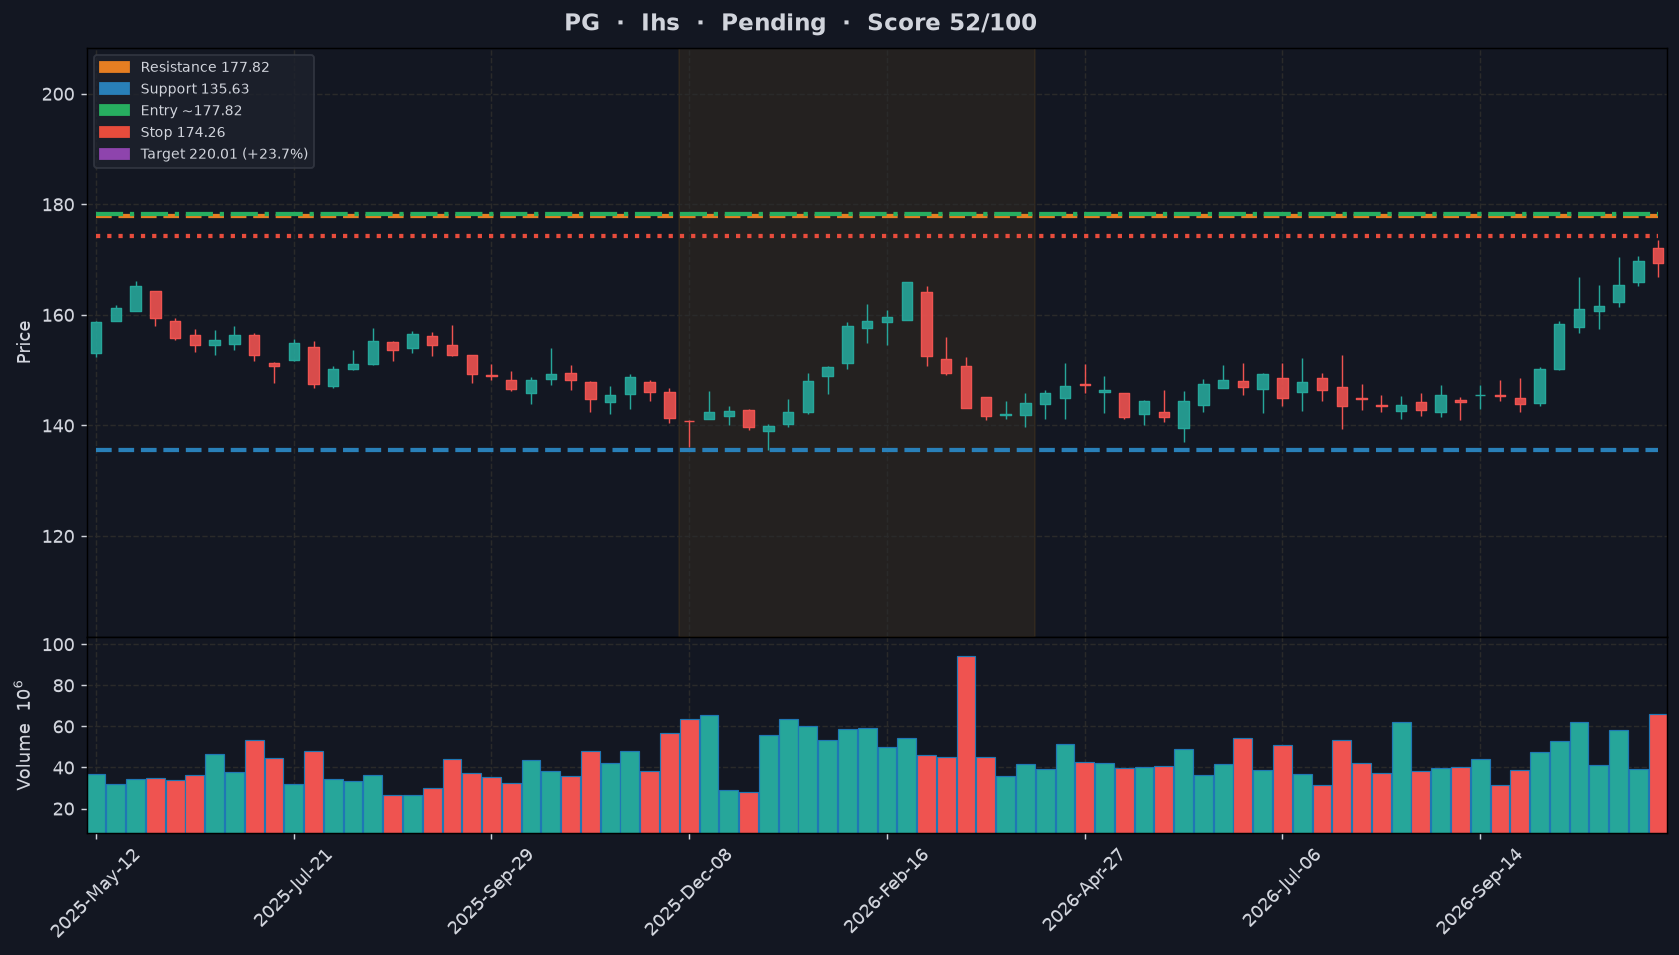 PG · Ihs · Pending · Score 52/100
Resistance 177.82
Support 135.63
Entry ~177.82
Stop 174.26
Target 220.01 (+23.7%)
200
180
160
140
120
Price
100
80
60
40
20
Volume 10⁶
2025-May-12
2025-Jul-21
2025-Sep-29
2025-Dec-08
2026-Feb-16
2026-Apr-27
2026-Jul-06
2026-Sep-14